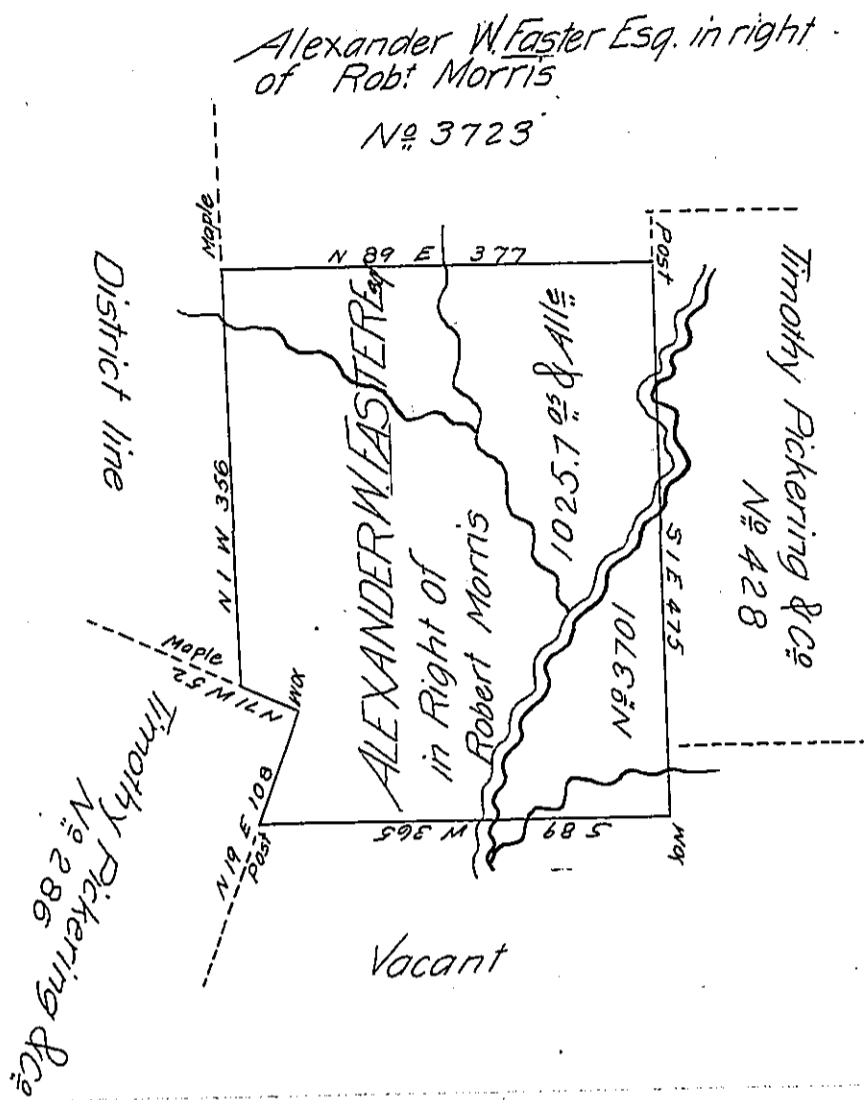 Alexander W. Faster Esq. in right
of Robt Morris
No 3723
Maple
N 89 E 377
Post
District line
Timothy Pickering & Co
No 428
ALEXANDER W. FASTER Esqr
in Right of
Robert Morris
1025.7 as & Alle
No 3701
S 1 E 475
N 1 W 356
Maple
N 71 W 52
WOX
N 19 E 108
Post
S 89 W 365
WOX
Timothy Pickering & Co
No 286
Vacant